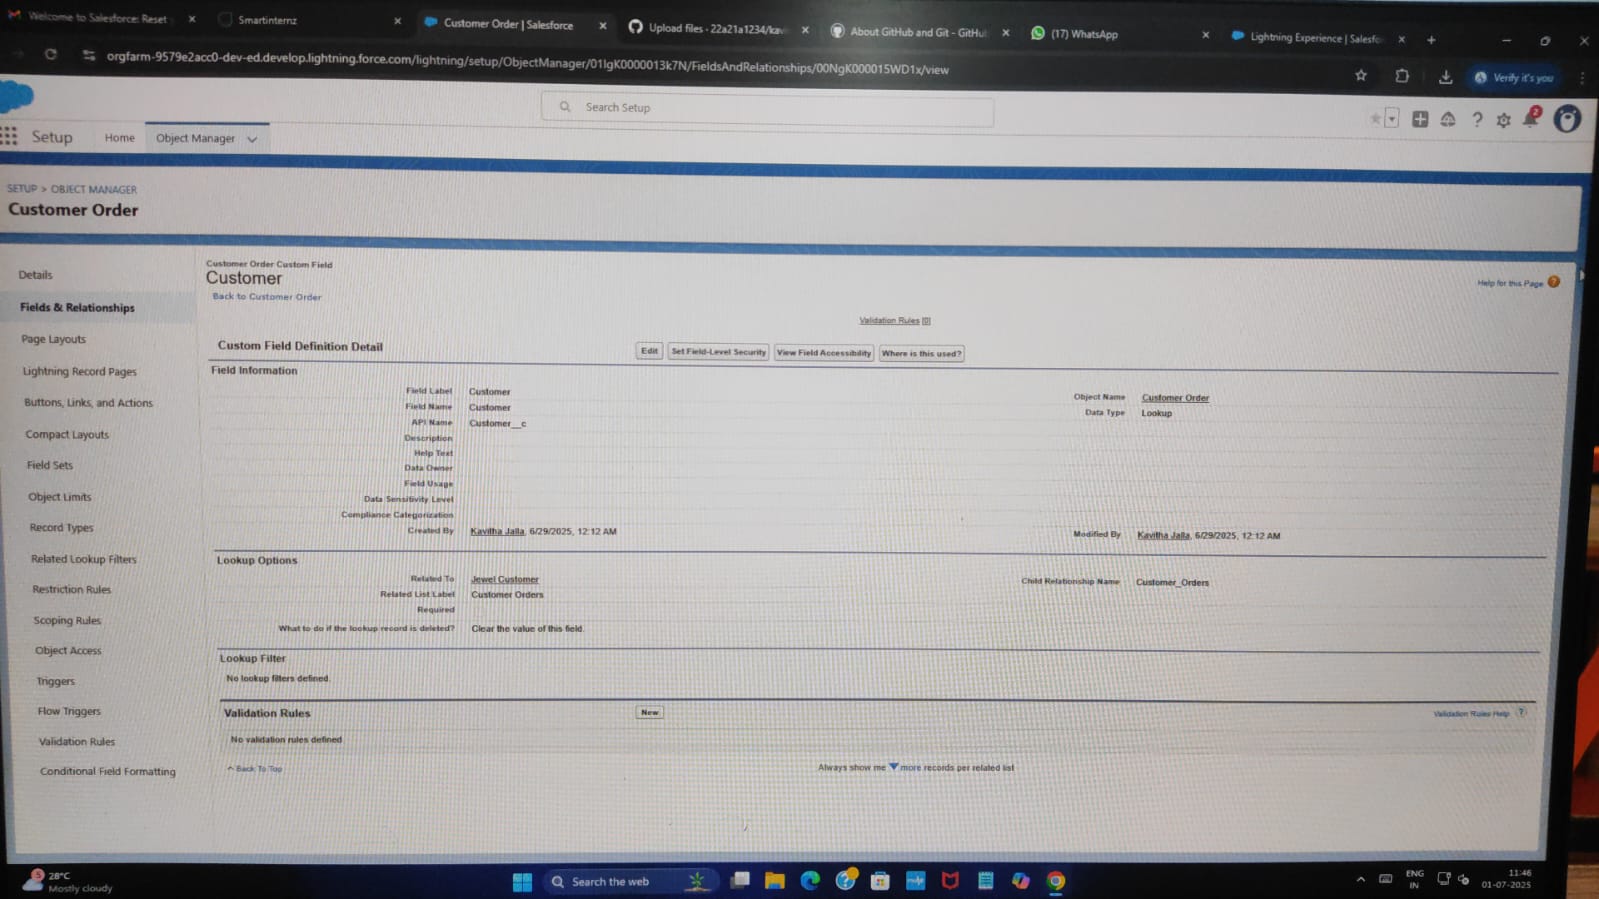 Welcome to Salesforce: Reset
Smartinternz
Customer Order | Salesforce
Upload files · 22a21a1234/kavi
About GitHub and Git - GitHub
(17) WhatsApp
Lightning Experience | Salesfo
orgfarm-9579e2acc0-dev-ed.develop.lightning.force.com/lightning/setup/ObjectManager/01IgK0000013k7N/FieldsAndRelationships/00NgK000015WD1x/view
Verify it's you
Search Setup
2
Setup
Home
Object Manager
SETUP > OBJECT MANAGER
Customer Order
Details
Fields & Relationships
Page Layouts
Lightning Record Pages
Buttons, Links, and Actions
Compact Layouts
Field Sets
Object Limits
Record Types
Related Lookup Filters
Restriction Rules
Scoping Rules
Object Access
Triggers
Flow Triggers
Validation Rules
Conditional Field Formatting
Customer Order Custom Field
Customer
Back to Customer Order
Help for this Page ?
Validation Rules [0]
Custom Field Definition Detail
Edit
Set Field-Level Security
View Field Accessibility
Where is this used?
Field Information
Field Label Customer
Object Name Customer Order
Field Name Customer
Data Type Lookup
API Name Customer__c
Description
Help Text
Data Owner
Field Usage
Data Sensitivity Level
Compliance Categorization
Created By Kavitha Jalla, 6/29/2025, 12:12 AM
Modified By Kavitha Jalla, 6/29/2025, 12:12 AM
Lookup Options
Related To Jewel Customer
Child Relationship Name Customer_Orders
Related List Label Customer Orders
Required
What to do if the lookup record is deleted? Clear the value of this field.
Lookup Filter
No lookup filters defined.
Validation Rules
New
Validation Rules Help ?
No validation rules defined.
^ Back To Top
Always show me ▼ more records per related list
5
28°C
Mostly cloudy
Search the web
ENG
IN
11:46
01-07-2025